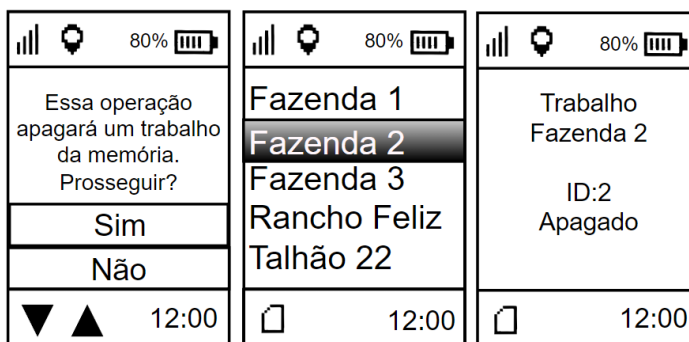 80%
Essa operação
apagará um trabalho
da memória.
Prosseguir?
Sim
Não
12:00
80%
Fazenda 1
Fazenda 2
Fazenda 3
Rancho Feliz
Talhão 22
12:00
80%
Trabalho
Fazenda 2
ID:2
Apagado
12:00